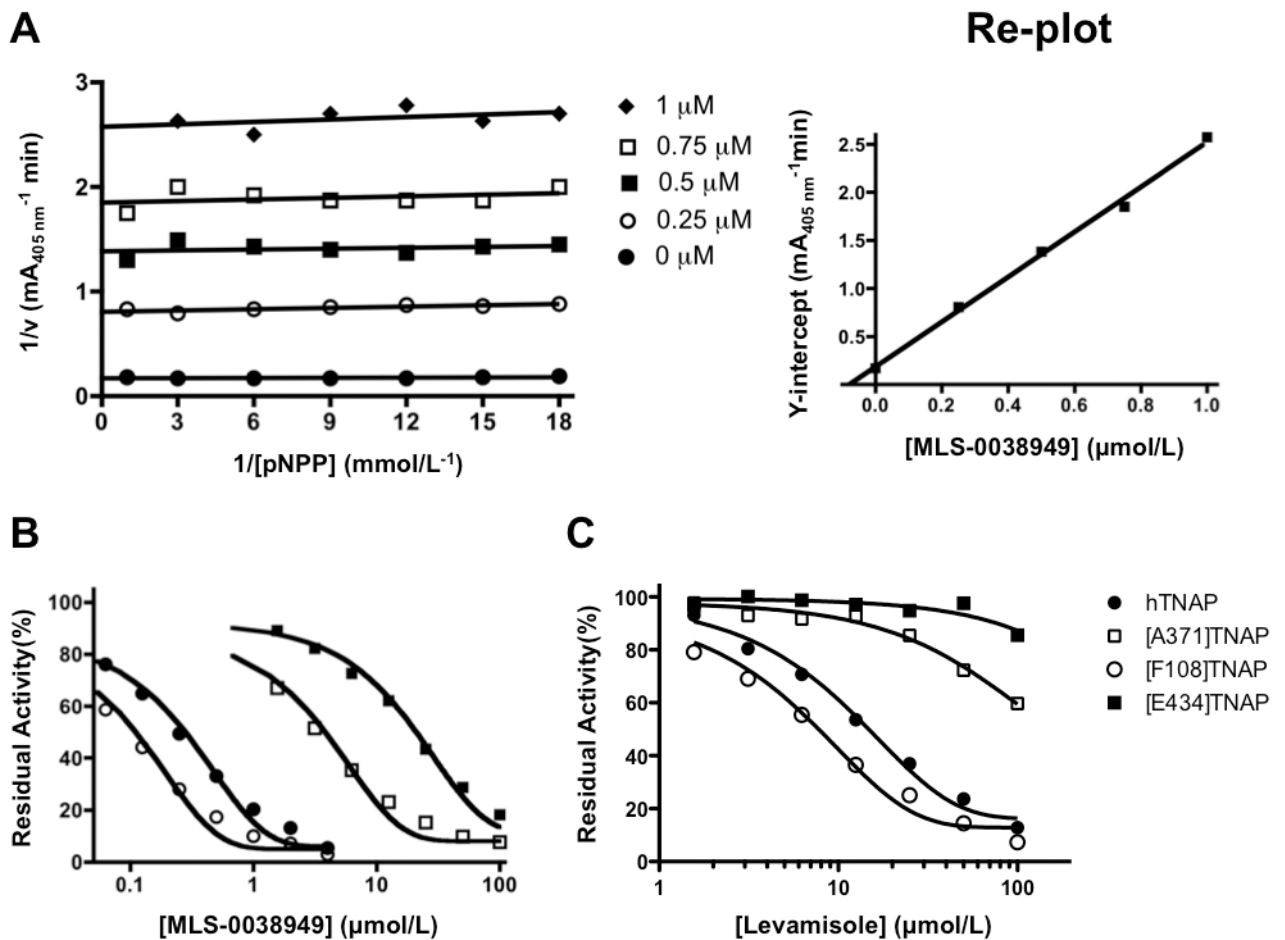 A
Re-plot
1/v (mA405 nm-1 min)
3
2
1
0
0 3 6 9 12 15 18
1/[pNPP] (mmol/L-1)
1 μM
0.75 μM
0.5 μM
0.25 μM
0 μM
Y-intercept (mA405 nm-1min)
2.5
2.0
1.5
1.0
0.5
0.0 0.2 0.4 0.6 0.8 1.0
[MLS-0038949] (μmol/L)
B
Residual Activity(%)
100
80
60
40
20
0
0.1 1 10 100
[MLS-0038949] (μmol/L)
C
Residual Activity(%)
100
80
60
40
20
0
1 10 100
[Levamisole] (μmol/L)
hTNAP
[A371]TNAP
[F108]TNAP
[E434]TNAP